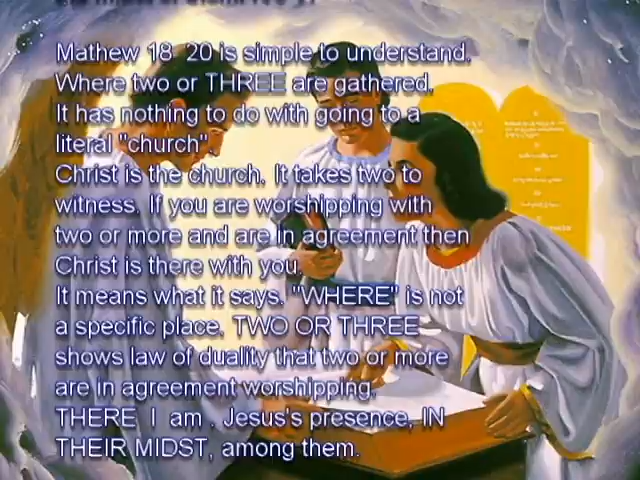 Mathew 18 20 is simple to understand.
Where two or THREE are gathered.
It has nothing to do with going to a
literal "church".
Christ is the church. It takes two to
witness. If you are worshipping with
two or more and are in agreement then
Christ is there with you
It means what it says. "WHERE" is not
a specific place. TWO OR THREE
shows law of duality that two or more
are in agreement worshipping.
THERE I am . Jesus's presence, IN
THEIR MIDST, among them.